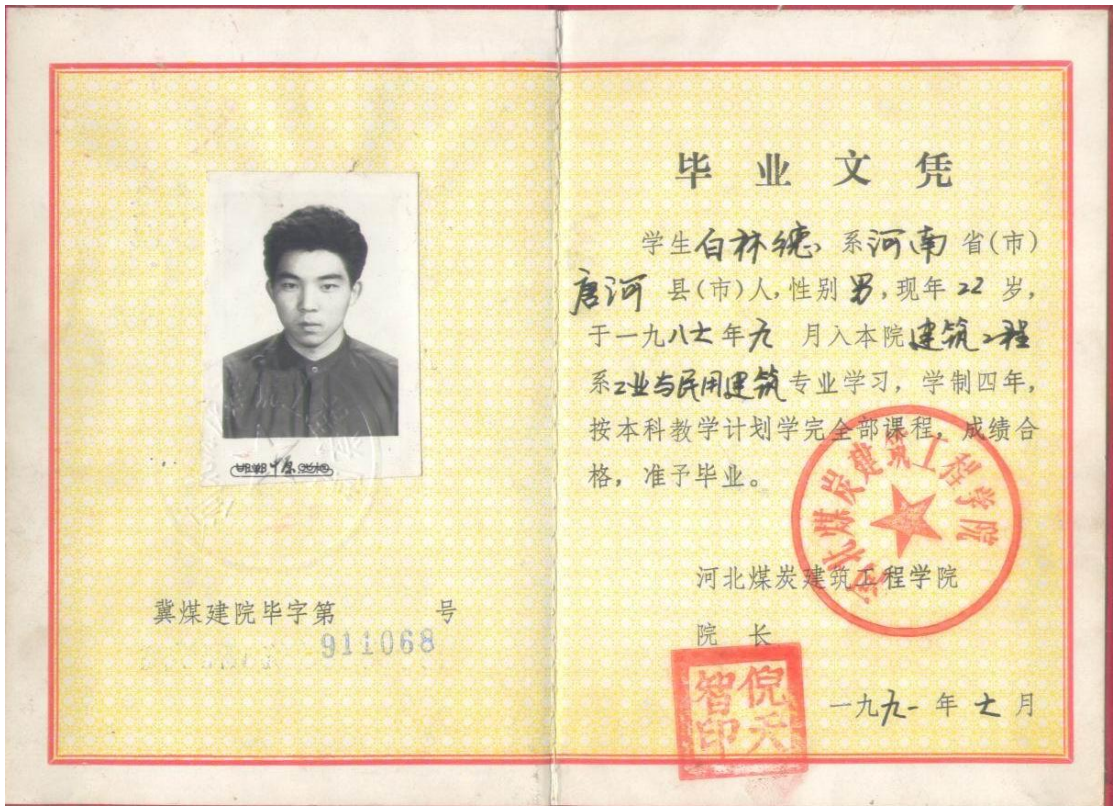 冀煤建院毕字第 号
911068
毕业文凭
学生白林德,系河南省(市)
唐河县(市)人,性别男,现年22岁,
于一九八七年九月入本院建筑工程
系工业与民用建筑专业学习,学制四年,
按本科教学计划学完全部课程,成绩合
格,准予毕业。
河北煤炭建筑工程学院
河北煤炭建筑工程学院
院长
倪天智印
一九九一年七月